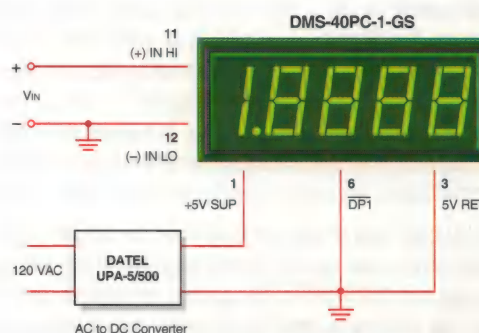 DMS-40PC-1-GS
11
(+) IN HI
+
VIN
–
12
(–) IN LO
1.8888
1
+5V SUP
6
DP1
3
5V RE
120 VAC
DATEL
UPA-5/500
AC to DC Converter